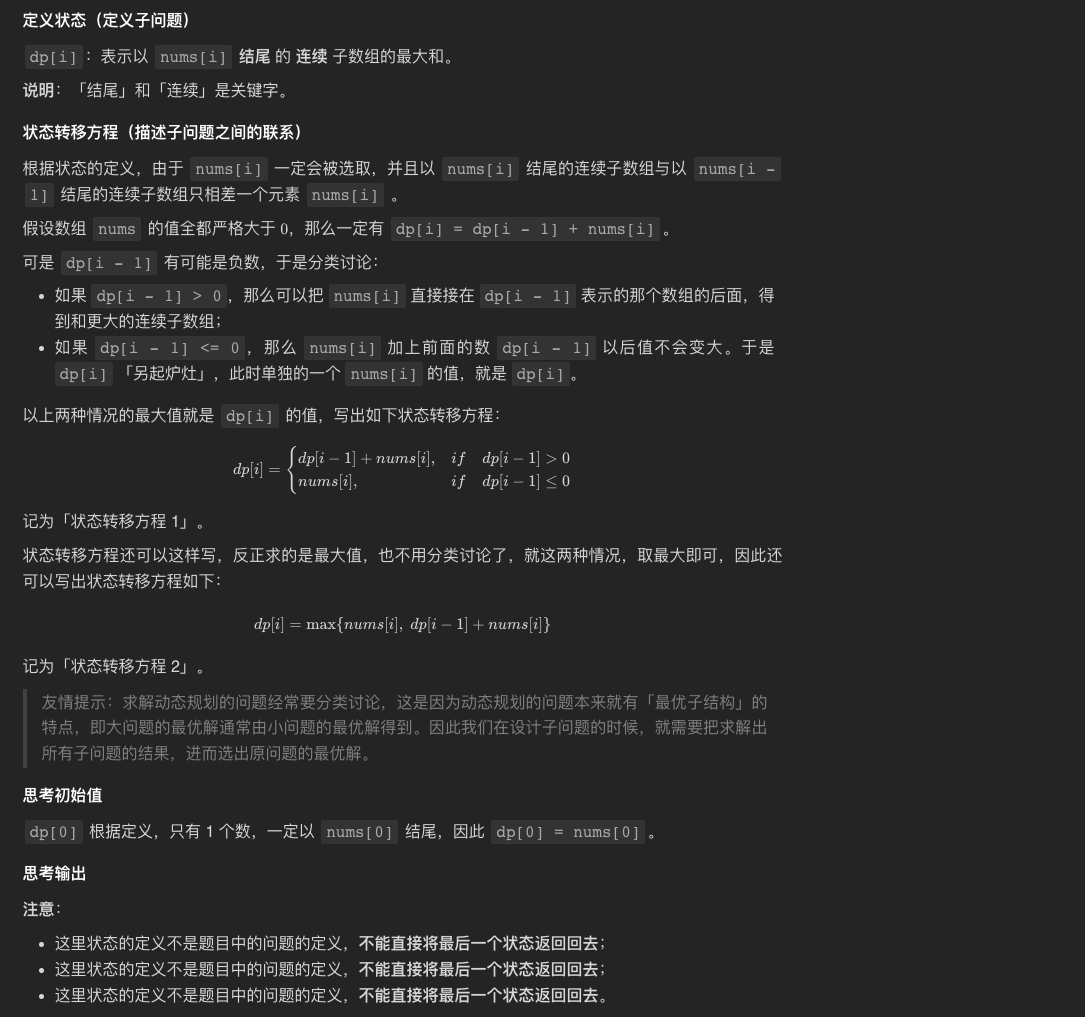 定义状态（定义子问题）
dp[i]：表示以 nums[i] 结尾 的 连续 子数组的最大和。
说明：「结尾」和「连续」是关键字。
状态转移方程（描述子问题之间的联系）
根据状态的定义，由于 nums[i] 一定会被选取，并且以 nums[i] 结尾的连续子数组与以 nums[i -
1] 结尾的连续子数组只相差一个元素 nums[i] 。
假设数组 nums 的值全都严格大于 0，那么一定有 dp[i] = dp[i - 1] + nums[i]。
可是 dp[i - 1] 有可能是负数，于是分类讨论：
• 如果 dp[i - 1] > 0，那么可以把 nums[i] 直接接在 dp[i - 1] 表示的那个数组的后面，得
到和更大的连续子数组；
• 如果 dp[i - 1] <= 0，那么 nums[i] 加上前面的数 dp[i - 1] 以后值不会变大。于是
dp[i] 「另起炉灶」，此时单独的一个 nums[i] 的值，就是 dp[i]。
以上两种情况的最大值就是 dp[i] 的值，写出如下状态转移方程：
dp[i] = { dp[i − 1] + nums[i], if dp[i − 1] > 0
nums[i], if dp[i − 1] ≤ 0
记为「状态转移方程 1」。
状态转移方程还可以这样写，反正求的是最大值，也不用分类讨论了，就这两种情况，取最大即可，因此还
可以写出状态转移方程如下：
dp[i] = max{nums[i], dp[i − 1] + nums[i]}
记为「状态转移方程 2」。
友情提示：求解动态规划的问题经常要分类讨论，这是因为动态规划的问题本来就有「最优子结构」的
特点，即大问题的最优解通常由小问题的最优解得到。因此我们在设计子问题的时候，就需要把求解出
所有子问题的结果，进而选出原问题的最优解。
思考初始值
dp[0] 根据定义，只有 1 个数，一定以 nums[0] 结尾，因此 dp[0] = nums[0] 。
思考输出
注意：
• 这里状态的定义不是题目中的问题的定义，不能直接将最后一个状态返回回去；
• 这里状态的定义不是题目中的问题的定义，不能直接将最后一个状态返回回去；
• 这里状态的定义不是题目中的问题的定义，不能直接将最后一个状态返回回去。